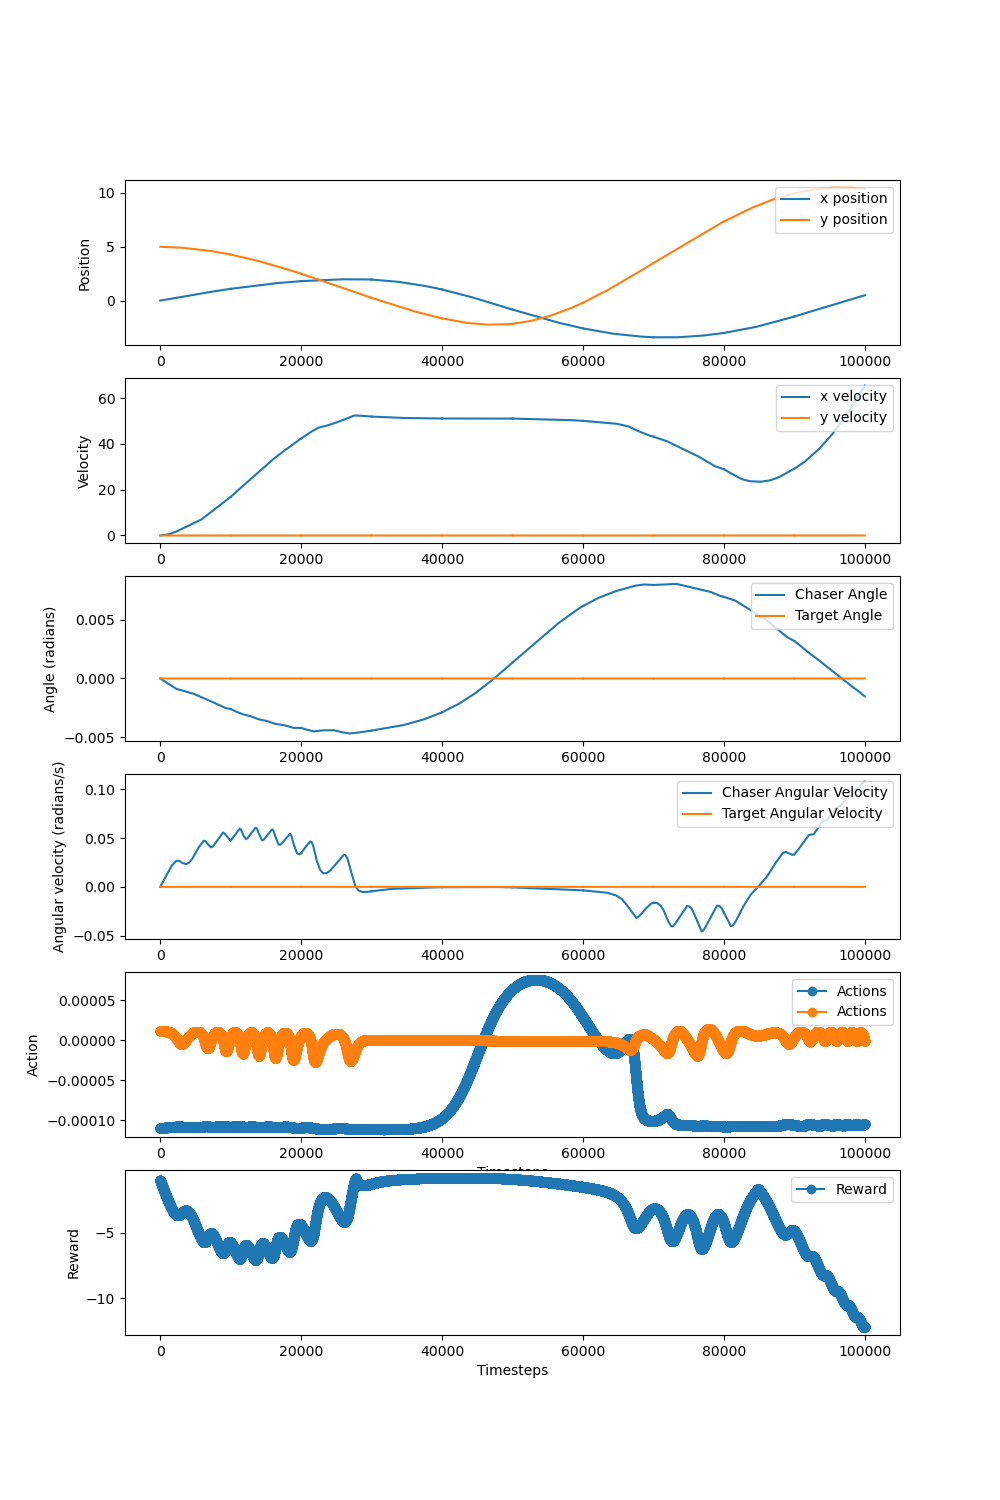 10
5
0
Position
x position
y position
0 20000 40000 60000 80000 100000
60
40
20
0
Velocity
x velocity
y velocity
0 20000 40000 60000 80000 100000
0.005
0.000
−0.005
Angle (radians)
Chaser Angle
Target Angle
0 20000 40000 60000 80000 100000
0.10
0.05
0.00
−0.05
Angular velocity (radians/s)
Chaser Angular Velocity
Target Angular Velocity
0 20000 40000 60000 80000 100000
0.00005
0.00000
−0.00005
−0.00010
Action
Actions
Actions
0 20000 40000 60000 80000 100000
Timesteps
−5
−10
Reward
Reward
0 20000 40000 60000 80000 100000
Timesteps